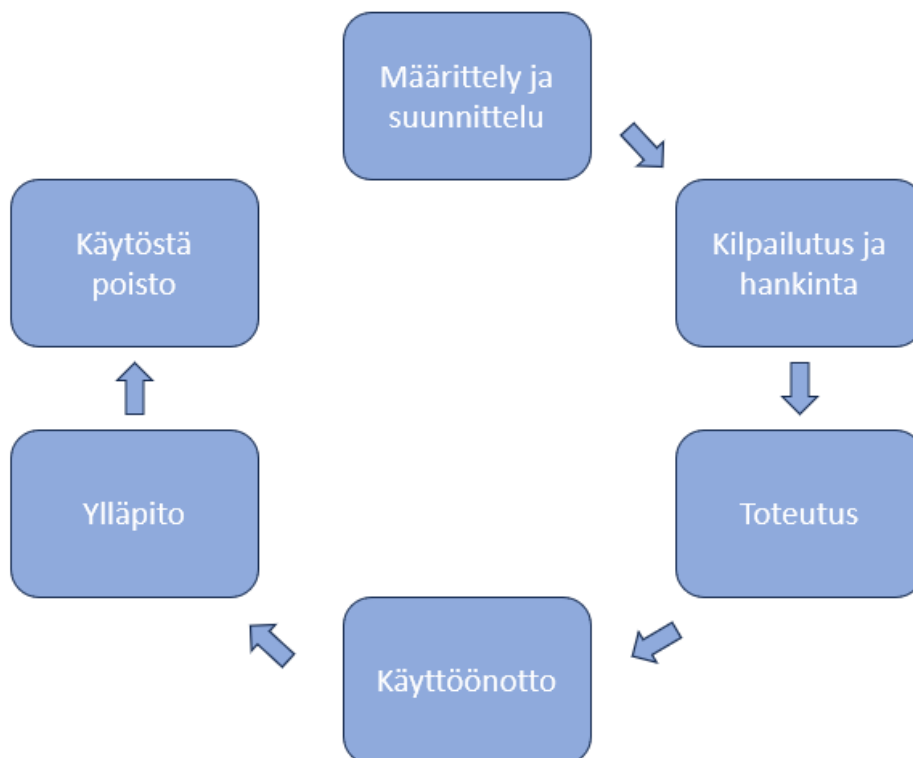 Määrittely ja
suunnittelu
Kilpailutus ja
hankinta
Toteutus
Käyttöönotto
Ylläpito
Käytöstä
poisto